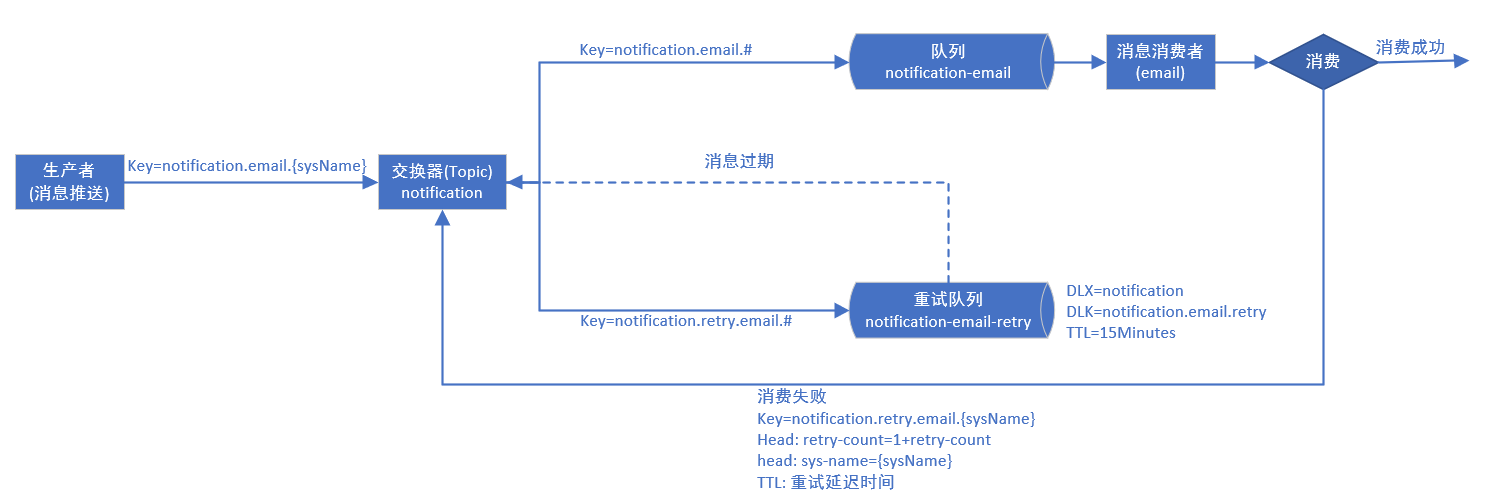 Key=notification.email.#
队列
notification-email
消息消费者
(email)
消费
消费成功
生产者
(消息推送)
Key=notification.email.{sysName}
交换器(Topic)
notification
消息过期
Key=notification.retry.email.#
重试队列
notification-email-retry
DLX=notification
DLK=notification.email.retry
TTL=15Minutes
消费失败
Key=notification.retry.email.{sysName}
Head: retry-count=1+retry-count
head: sys-name={sysName}
TTL: 重试延迟时间